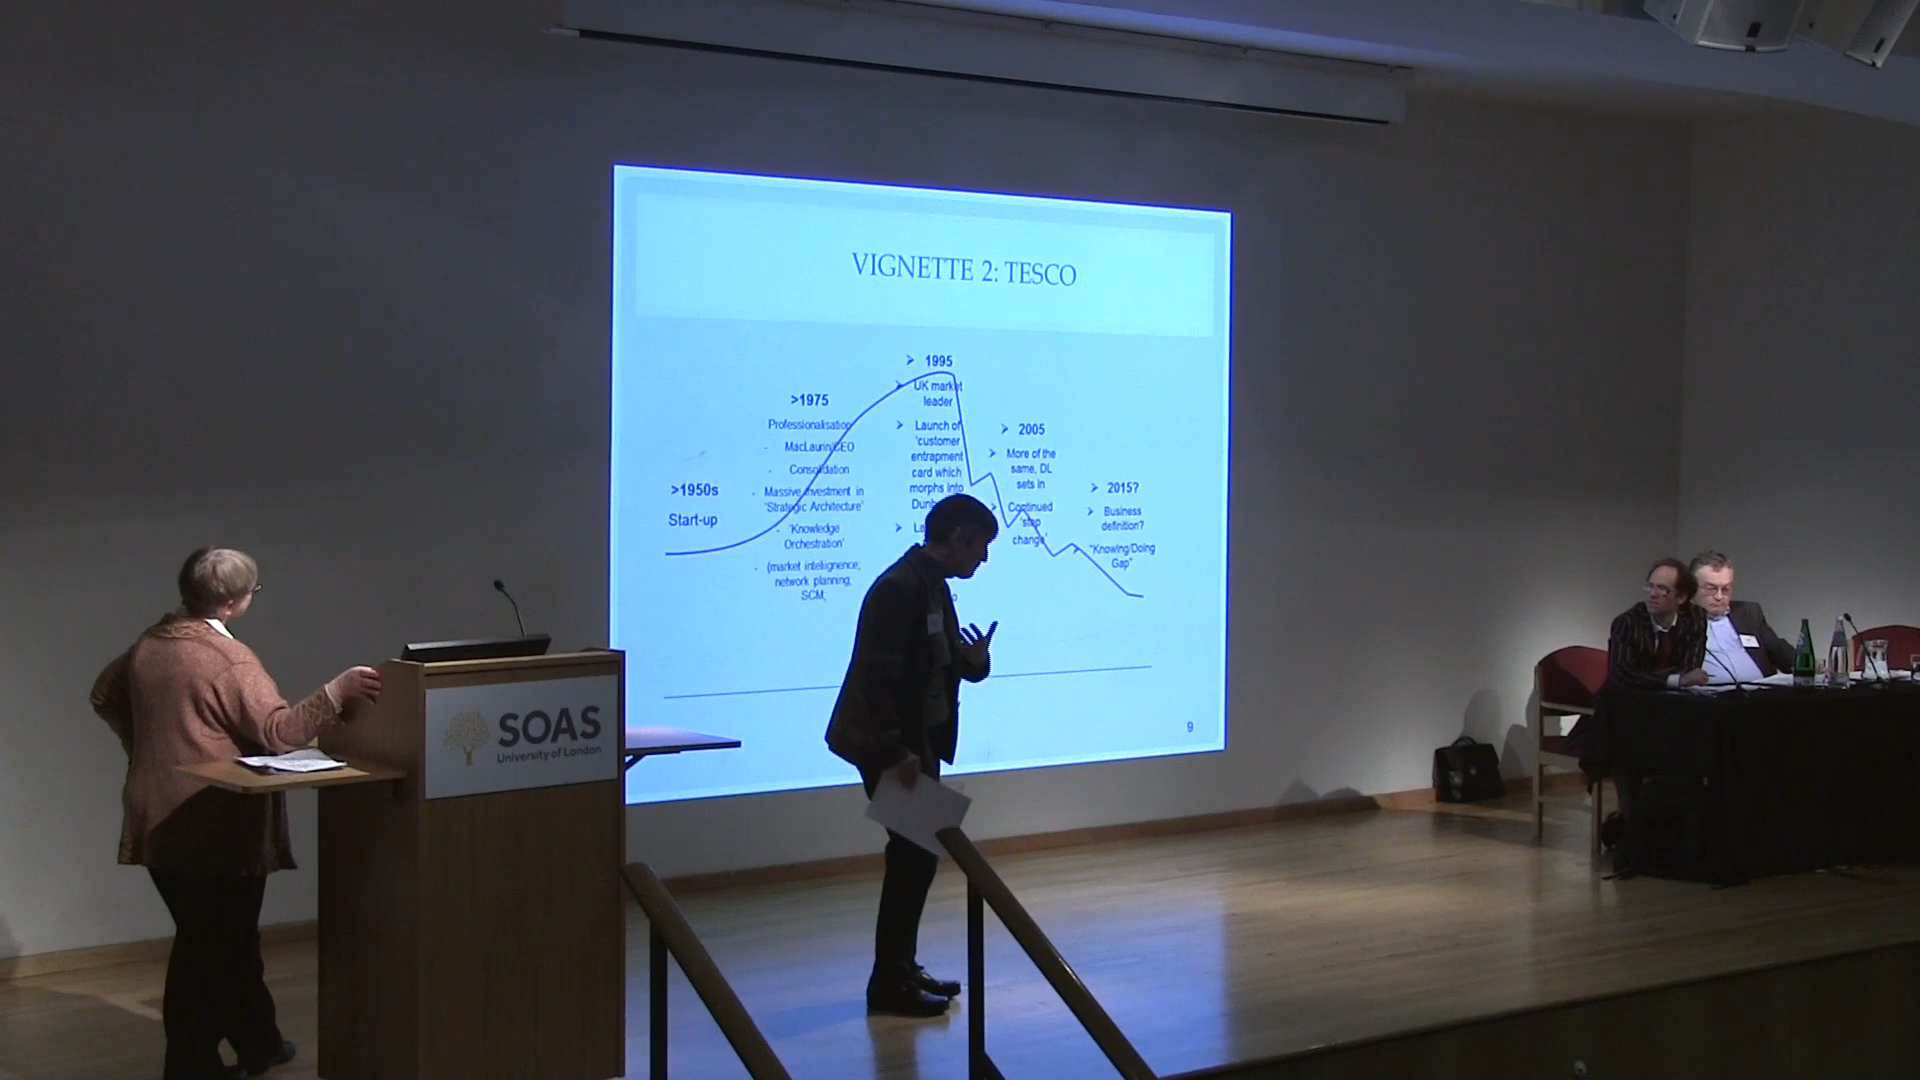 VIGNETTE 2: TESCO
>1950s
Start-up
>1975
Professionalisation
- MacLaurin CEO
- Consolidation
- Massive investment in
'Strategic Architecture'
- 'Knowledge
Orchestration'
- (market intelignence;
network planning;
SCM;
➢ 1995
➢ UK market
leader
➢ Launch of
'customer
entrapment
card which
morphs into
➢
➢ 2005
➢ More of the
same, DL
sets in
➢ Continued
'step
change'
➢ 2015?
➢ Business
definition?
➢ "Knowing/Doing
Gap"
9
SOAS
University of London